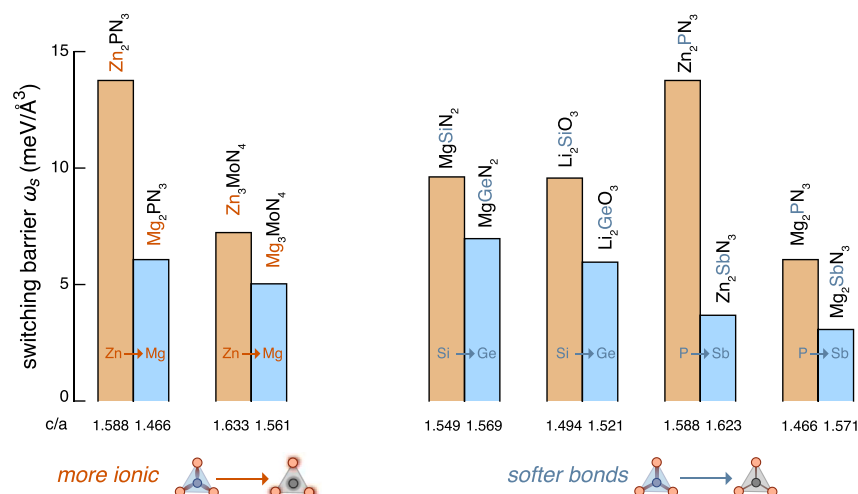 switching barrier ωₛ (meV/Å³)
15
10
5
0
Zn₂PN₃
Mg₂PN₃
Zn₃MoN₄
Mg₃MoN₄
MgSiN₂
MgGeN₂
Li₂SiO₃
Li₂GeO₃
Zn₂PN₃
Zn₂SbN₃
Mg₂PN₃
Mg₂SbN₃
Zn → Mg
Zn → Mg
Si → Ge
Si → Ge
P → Sb
P → Sb
c/a
1.588 1.466
1.633 1.561
1.549 1.569
1.494 1.521
1.588 1.623
1.466 1.571
more ionic
softer bonds